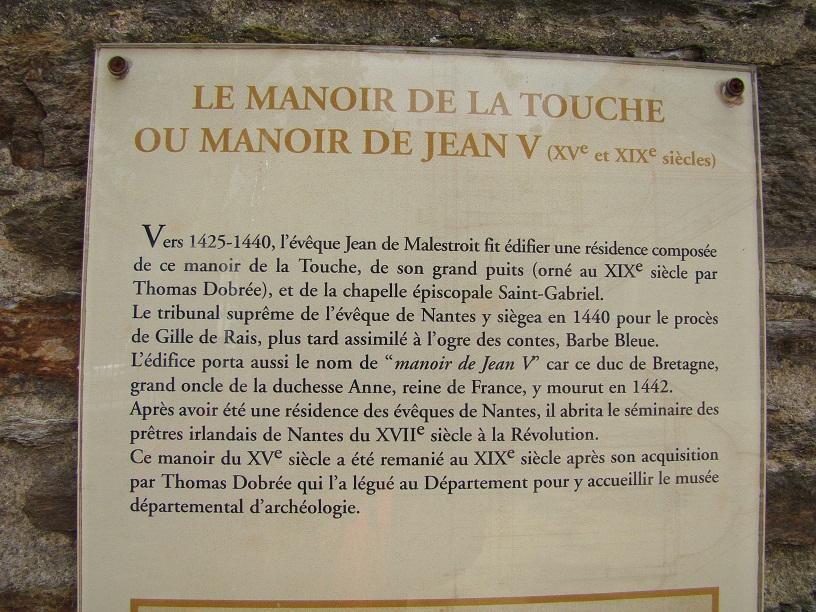 LE MANOIR DE LA TOUCHE
OU MANOIR DE JEAN V (XVe et XIXe siècles)
Vers 1425-1440, l'évêque Jean de Malestroit fit édifier une résidence composée
de ce manoir de la Touche, de son grand puits (orné au XIXe siècle par
Thomas Dobrée), et de la chapelle épiscopale Saint-Gabriel.
Le tribunal suprême de l'évêque de Nantes y siègea en 1440 pour le procès
de Gille de Rais, plus tard assimilé à l'ogre des contes, Barbe Bleue.
L'édifice porta aussi le nom de “manoir de Jean V” car ce duc de Bretagne,
grand oncle de la duchesse Anne, reine de France, y mourut en 1442.
Après avoir été une résidence des évêques de Nantes, il abrita le séminaire des
prêtres irlandais de Nantes du XVIIe siècle à la Révolution.
Ce manoir du XVe siècle a été remanié au XIXe siècle après son acquisition
par Thomas Dobrée qui l'a légué au Département pour y accueillir le musée
départemental d'archéologie.